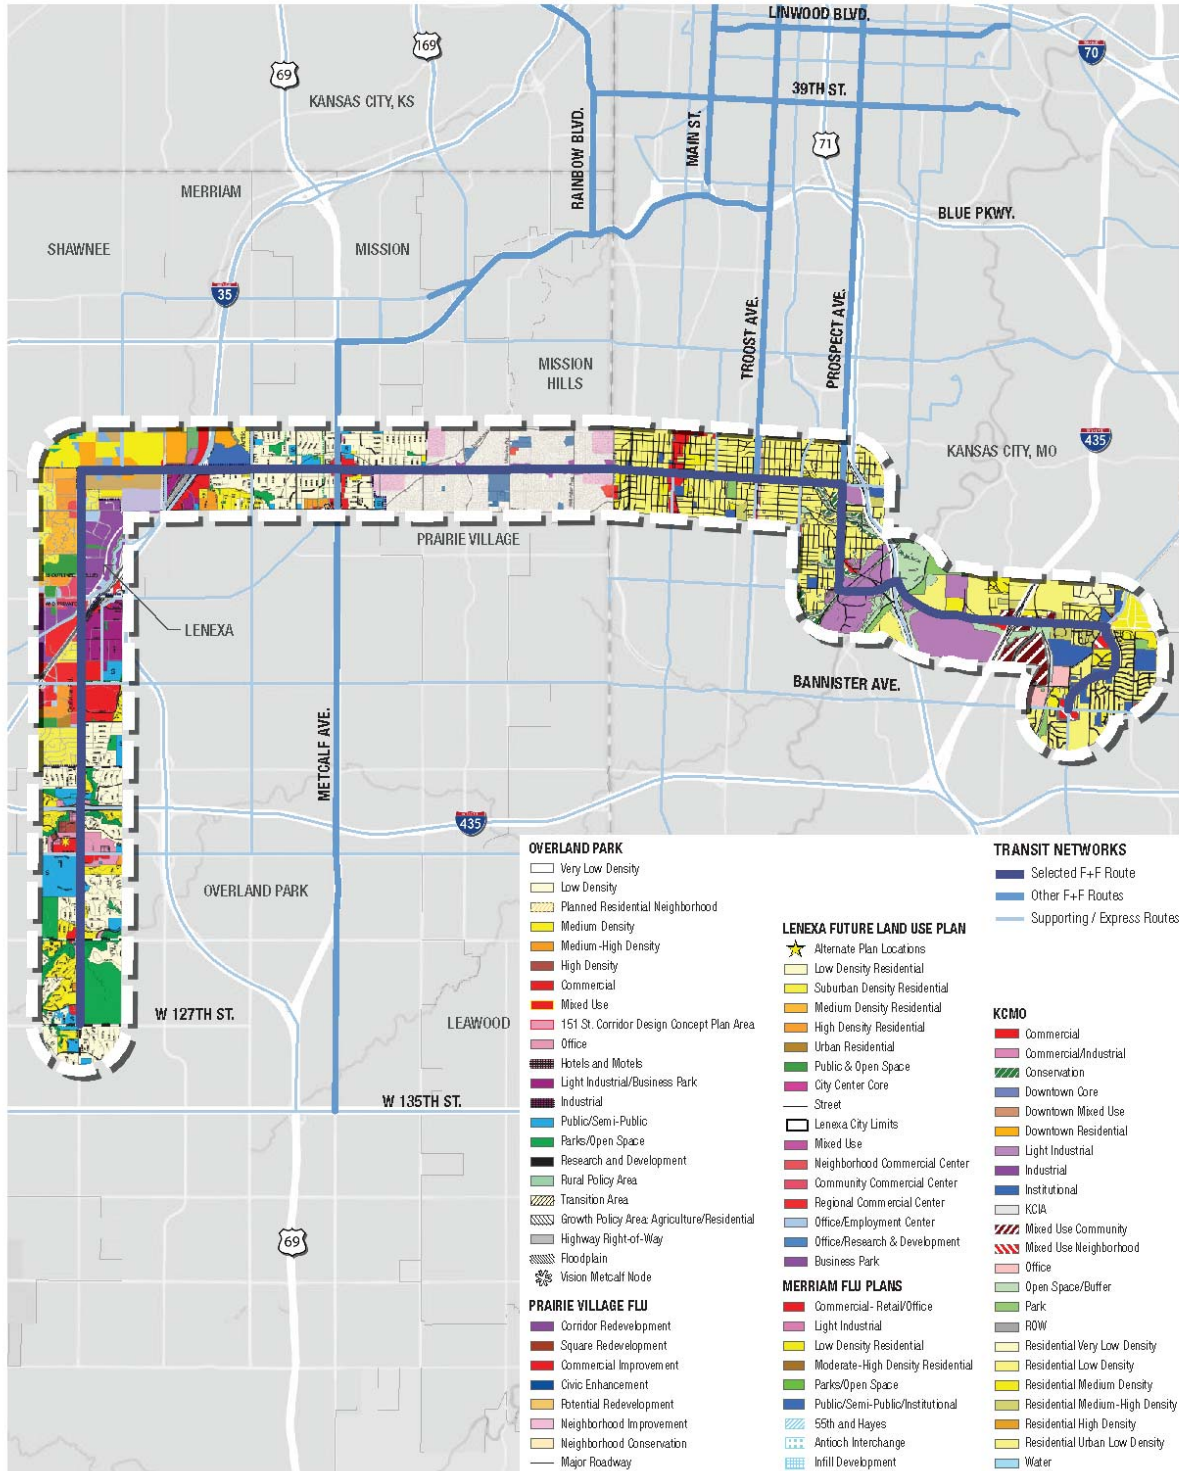 LINWOOD BLVD.
169
70
69
KANSAS CITY, KS
39TH ST.
RAINBOW BLVD.
MAIN ST.
71
MERRIAM
BLUE PKWY.
SHAWNEE
MISSION
35
TROOST AVE.
PROSPECT AVE.
MISSION
HILLS
KANSAS CITY, MO
435
PRAIRIE VILLAGE
LENEXA
BANNISTER AVE.
METCALF AVE.
435
OVERLAND PARK
W 127TH ST.
LEAWOOD
W 135TH ST.
69
OVERLAND PARK
Very Low Density
Low Density
Planned Residential Neighborhood
Medium Density
Medium-High Density
High Density
Commercial
Mixed Use
151 St. Corridor Design Concept Plan Area
Office
Hotels and Motels
Light Industrial/Business Park
Industrial
Public/Semi-Public
Parks/Open Space
Research and Development
Rural Policy Area
Transition Area
Growth Policy Area: Agriculture/Residential
Highway Right-of-Way
Floodplain
Vision Metcalf Node
PRAIRIE VILLAGE FLU
Corridor Redevelopment
Square Redevelopment
Commercial Improvement
Civic Enhancement
Potential Redevelopment
Neighborhood Improvement
Neighborhood Conservation
Major Roadway
LENEXA FUTURE LAND USE PLAN
Alternate Plan Locations
Low Density Residential
Suburban Density Residential
Medium Density Residential
High Density Residential
Urban Residential
Public & Open Space
City Center Core
Street
Lenexa City Limits
Mixed Use
Neighborhood Commercial Center
Community Commercial Center
Regional Commercial Center
Office/Employment Center
Office/Research & Development
Business Park
MERRIAM FLU PLANS
Commercial- Retail/Office
Light Industrial
Low Density Residential
Moderate-High Density Residential
Parks/Open Space
Public/Semi-Public/Institutional
55th and Hayes
Antioch Interchange
Infill Development
TRANSIT NETWORKS
Selected F+F Route
Other F+F Routes
Supporting / Express Routes
KCMO
Commercial
Commercial/Industrial
Conservation
Downtown Core
Downtown Mixed Use
Downtown Residential
Light Industrial
Industrial
Institutional
KCIA
Mixed Use Community
Mixed Use Neighborhood
Office
Open Space/Buffer
Park
ROW
Residential Very Low Density
Residential Low Density
Residential Medium Density
Residential Medium-High Density
Residential High Density
Residential Urban Low Density
Water